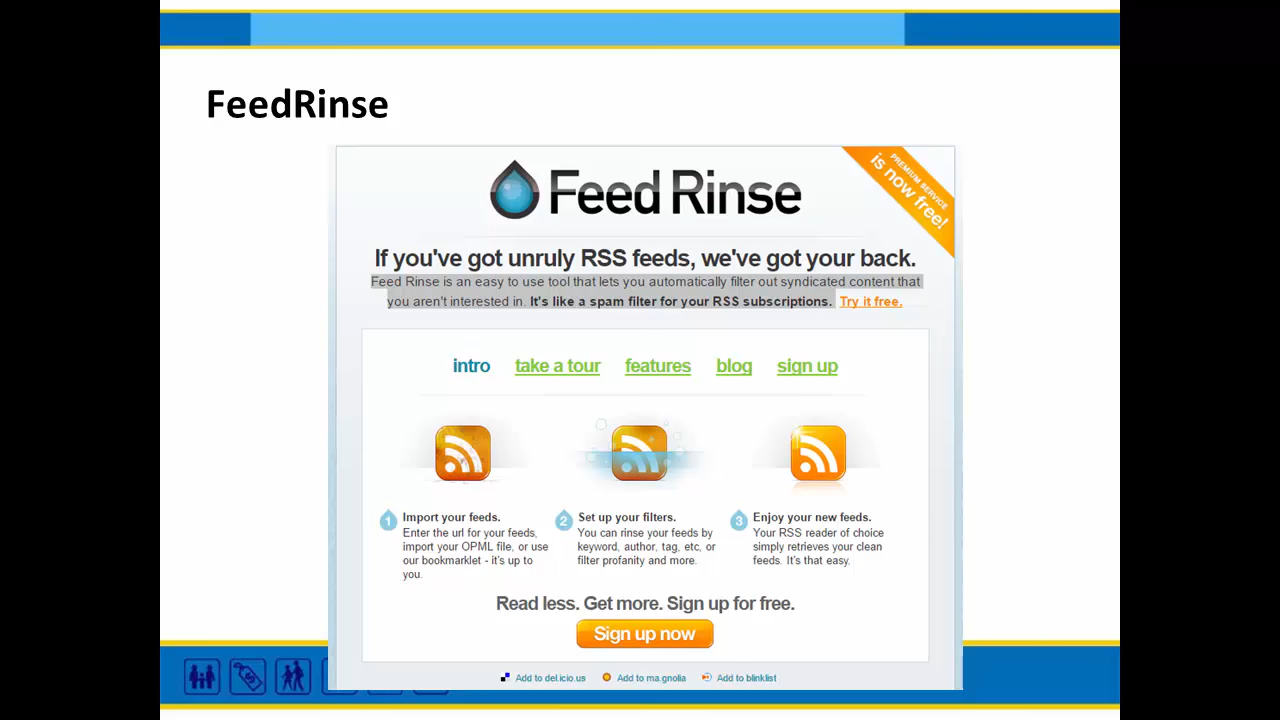 FeedRinse
Feed Rinse
PREMIUM SERVICE
is now free!
If you've got unruly RSS feeds, we've got your back.
Feed Rinse is an easy to use tool that lets you automatically filter out syndicated content that
you aren't interested in. It's like a spam filter for your RSS subscriptions. Try it free.
intro take a tour features blog sign up
1 Import your feeds.
Enter the url for your feeds,
import your OPML file, or use
our bookmarklet - it's up to
you.
2 Set up your filters.
You can rinse your feeds by
keyword, author, tag, etc, or
filter profanity and more.
3 Enjoy your new feeds.
Your RSS reader of choice
simply retrieves your clean
feeds. It's that easy.
Read less. Get more. Sign up for free.
Sign up now
Add to del.icio.us Add to ma.gnolia Add to blinklist